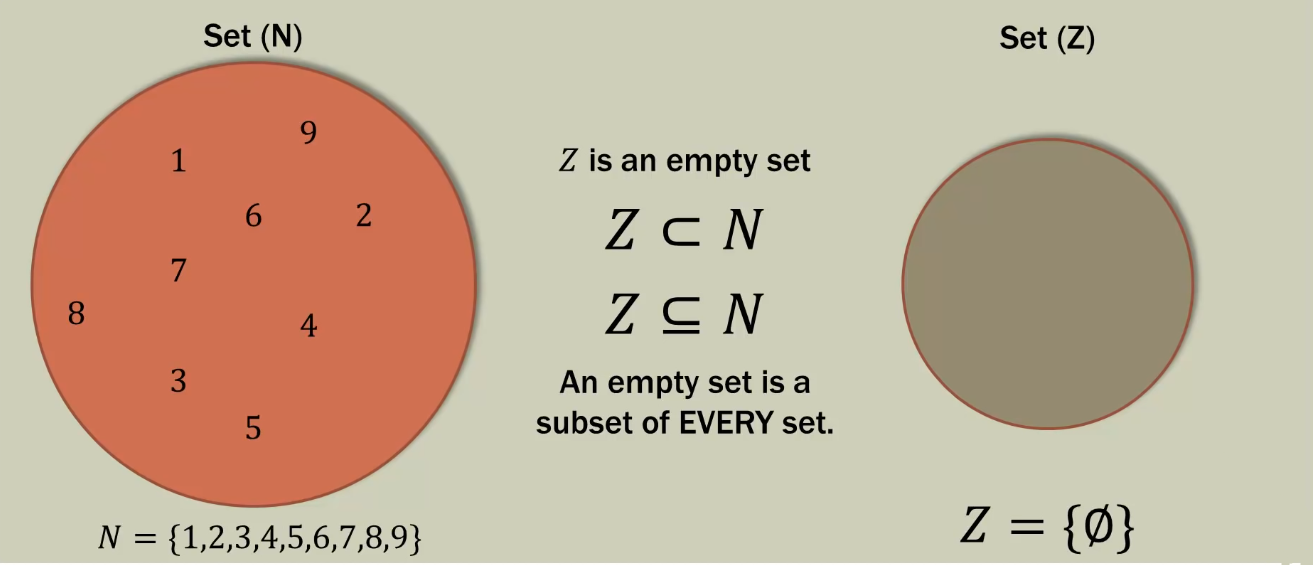 Set (N)
9
1
6 2
7
8
4
3
5
N = {1,2,3,4,5,6,7,8,9}
Z is an empty set
Z ⊂ N
Z ⊆ N
An empty set is a
subset of EVERY set.
Set (Z)
Z = {∅}